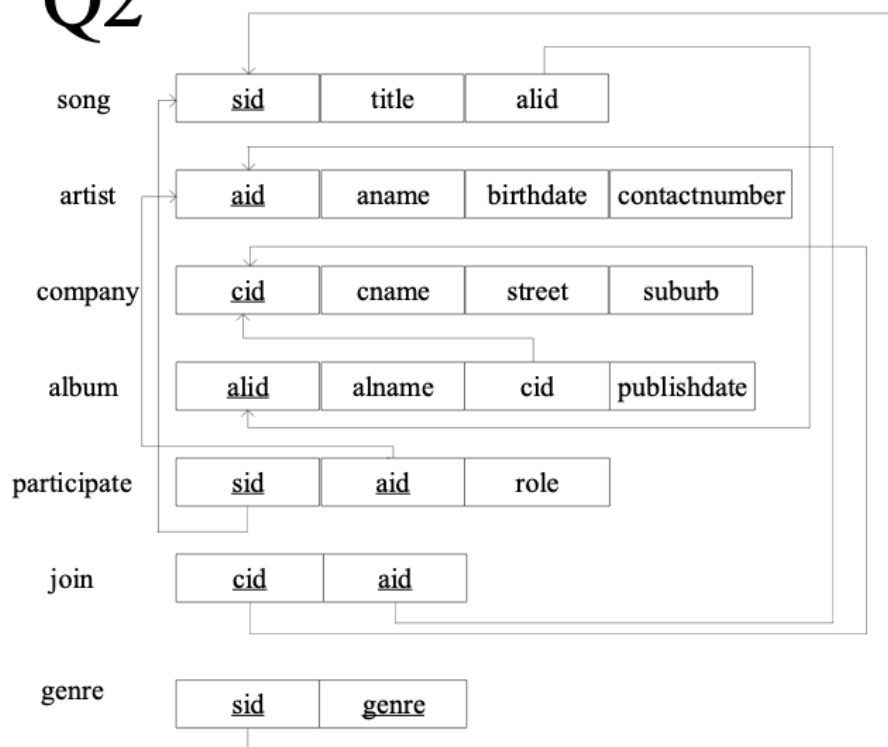 Q2
song sid title alid
artist aid aname birthdate contactnumber
company cid cname street suburb
album alid alname cid publishdate
participate sid aid role
join cid aid
genre sid genre